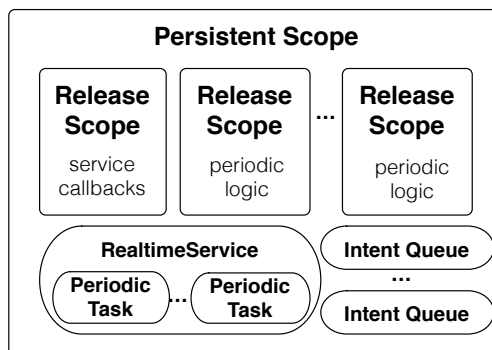 Persistent Scope
Release
Scope
service
callbacks
Release
Scope
periodic
logic
...
Release
Scope
periodic
logic
RealtimeService
Periodic
Task
...
Periodic
Task
Intent Queue
...
Intent Queue